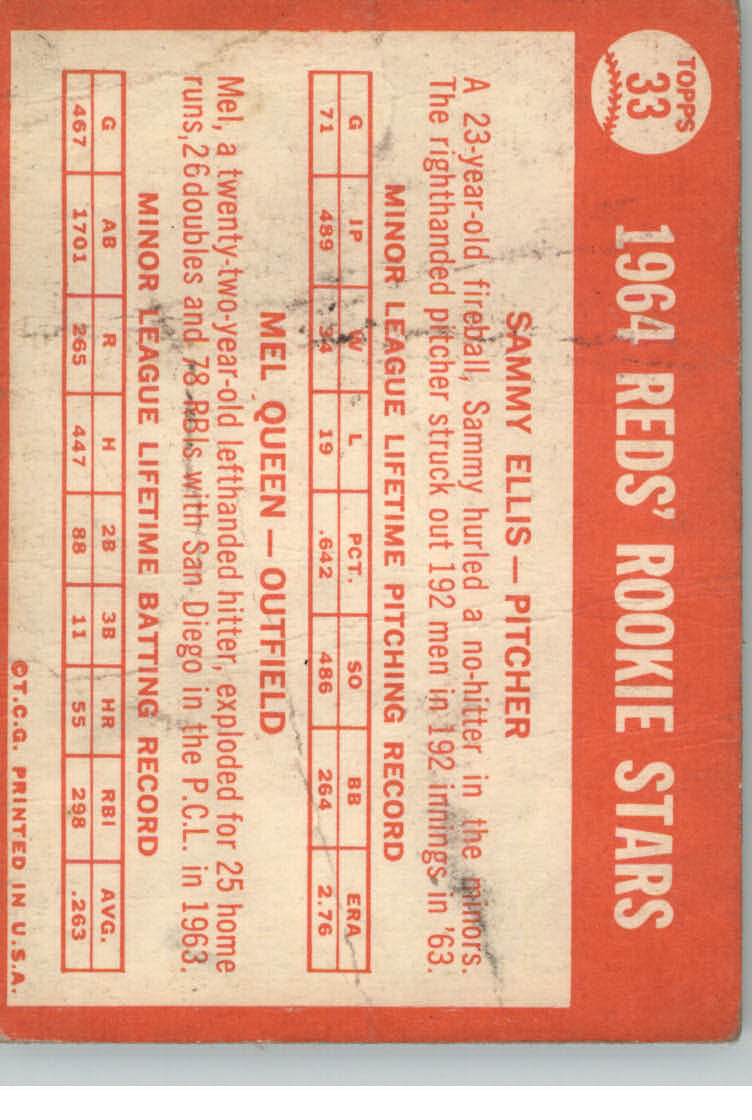 TOPPS
33
1964 REDS' ROOKIE STARS
SAMMY ELLIS — PITCHER
A 23-year-old fireball, Sammy hurled a no-hitter in the minors.
The righthanded pitcher struck out 192 men in 192 innings in '63.
MINOR LEAGUE LIFETIME PITCHING RECORD
G IP W L PCT. SO BB ERA
71 489 34 19 .642 486 264 2.76
MEL QUEEN — OUTFIELD
Mel, a twenty-two-year-old lefthanded hitter, exploded for 25 home
runs, 26 doubles and 78 RBIs with San Diego in the P.C.L. in 1963.
MINOR LEAGUE LIFETIME BATTING RECORD
G AB R H 2B 3B HR RBI AVG.
467 1701 265 447 88 11 55 298 .263
©T.C.G. PRINTED IN U.S.A.